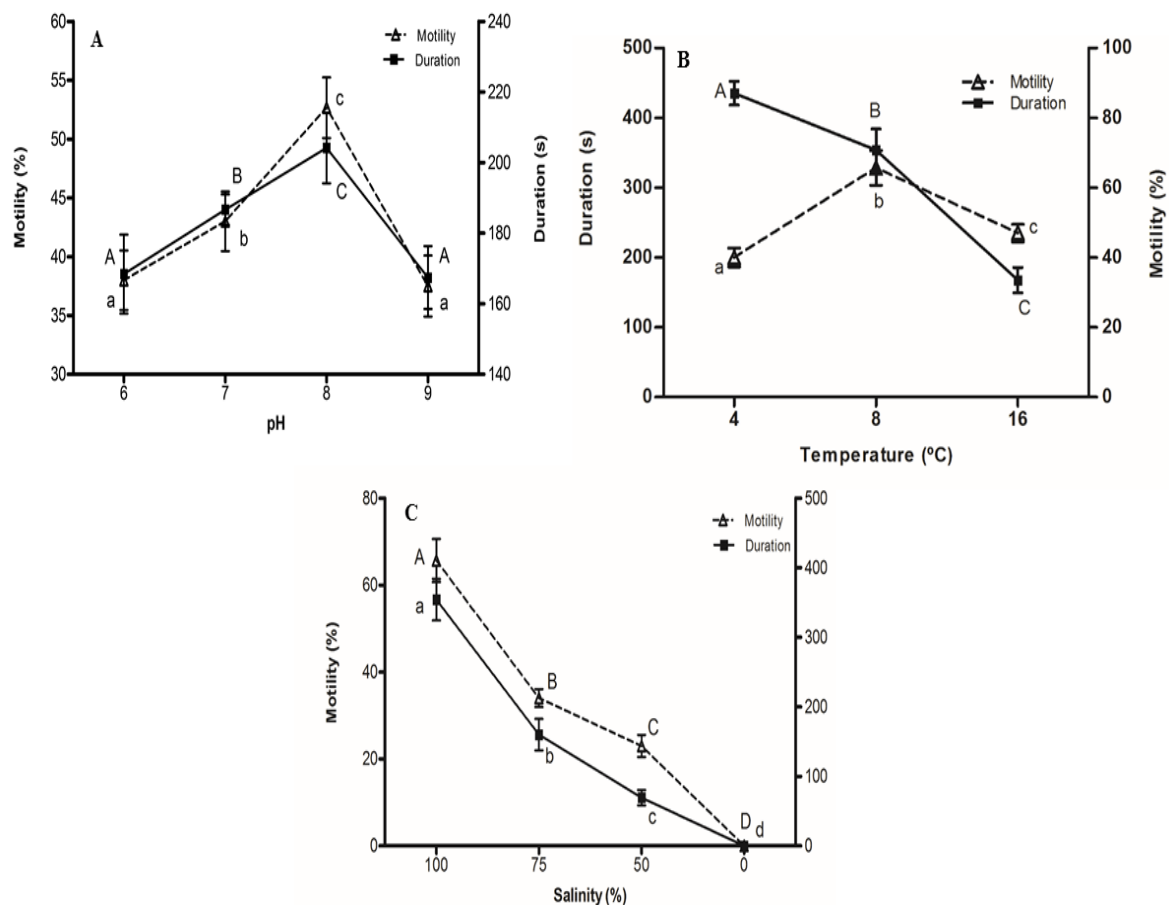 A
Motility
Duration
Motility (%)
60
55
50
45
40
35
30
Duration (s)
240
220
200
180
160
140
A
a
B
b
c
C
A
a
6 7 8 9
pH
B
Motility
Duration
Duration (s)
500
400
300
200
100
0
Motility (%)
100
80
60
40
20
0
A
a
B
b
c
C
4 8 16
Temperature (ºC)
C
Motility
Duration
Motility (%)
80
60
40
20
0
500
400
300
200
100
0
A
a
B
b
C
c
D d
100 75 50 0
Salinity (%)